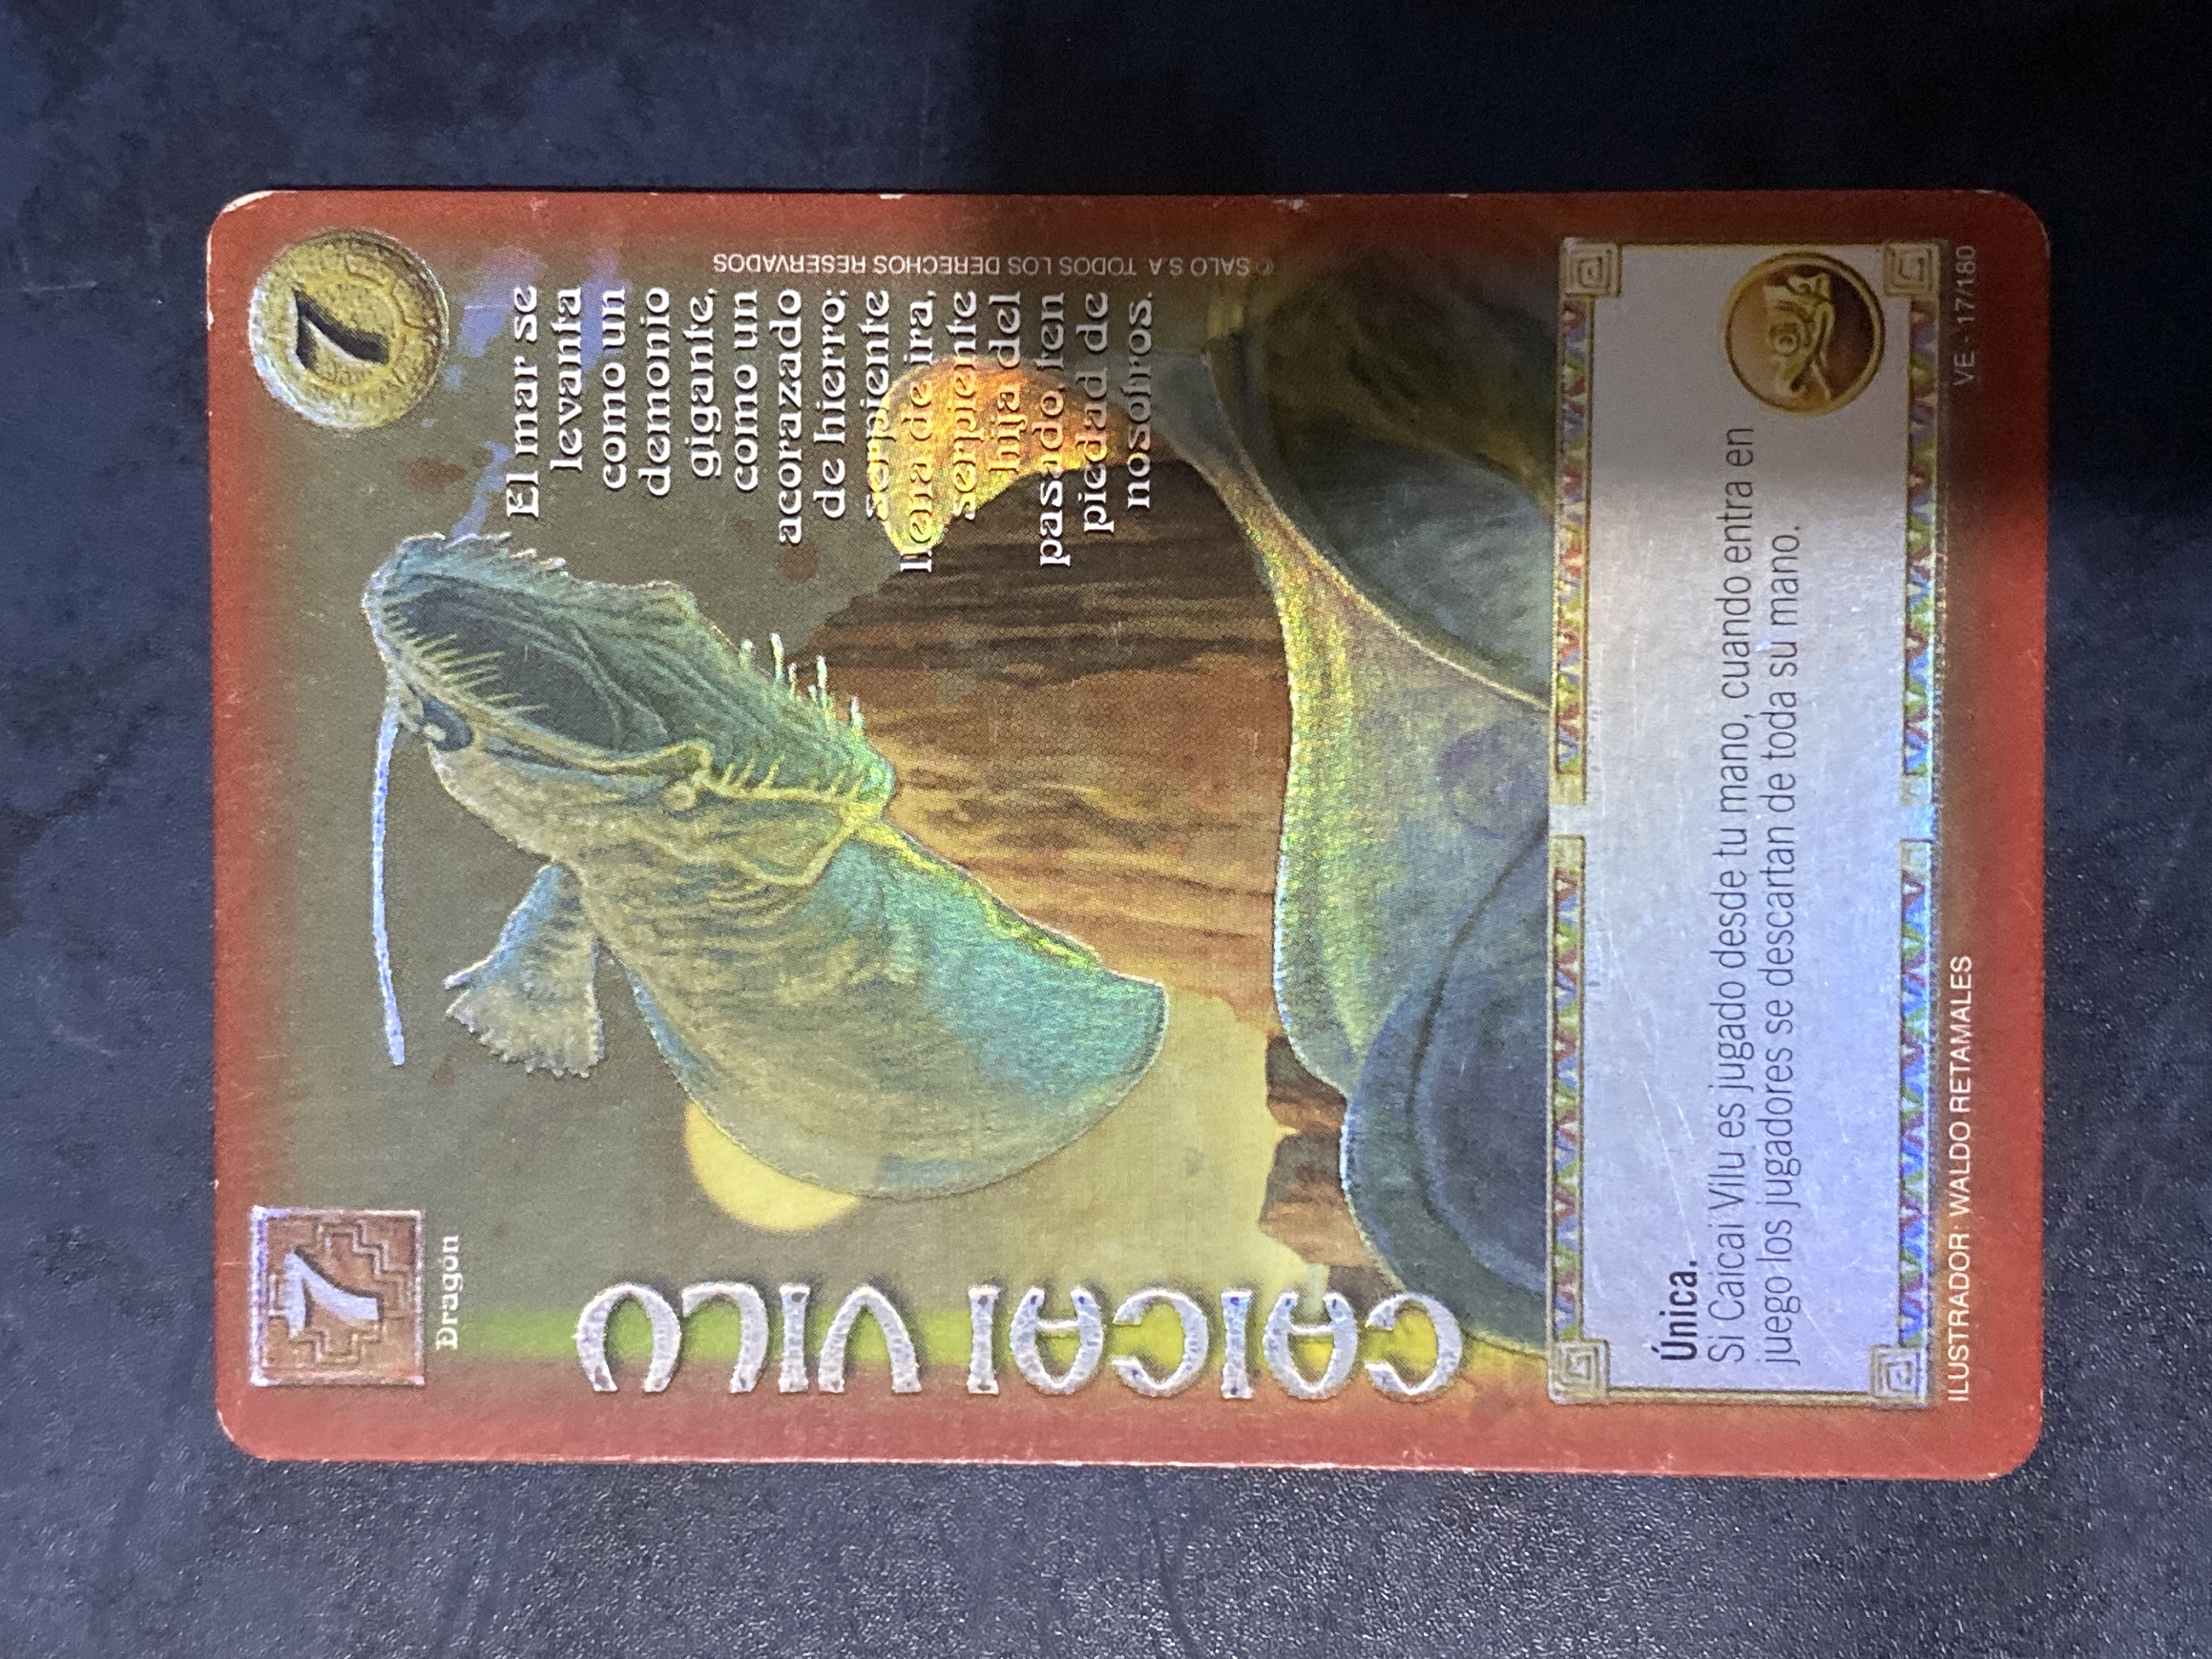 7
7
Dragón
CAICAI VILU
El mar se
levanta
como un
demonio
gigante,
como un
acorazado
de hierro;
serpiente
llena de ira,
serpiente
hija del
pasado, ten
piedad de
nosotros.
© SALO S.A. TODOS LOS DERECHOS RESERVADOS
Única.
Si Caicai Vilu es jugado desde tu mano, cuando entra en
juego los jugadores se descartan de toda su mano.
ILUSTRADOR: WALDO RETAMALES
VE - 17/180